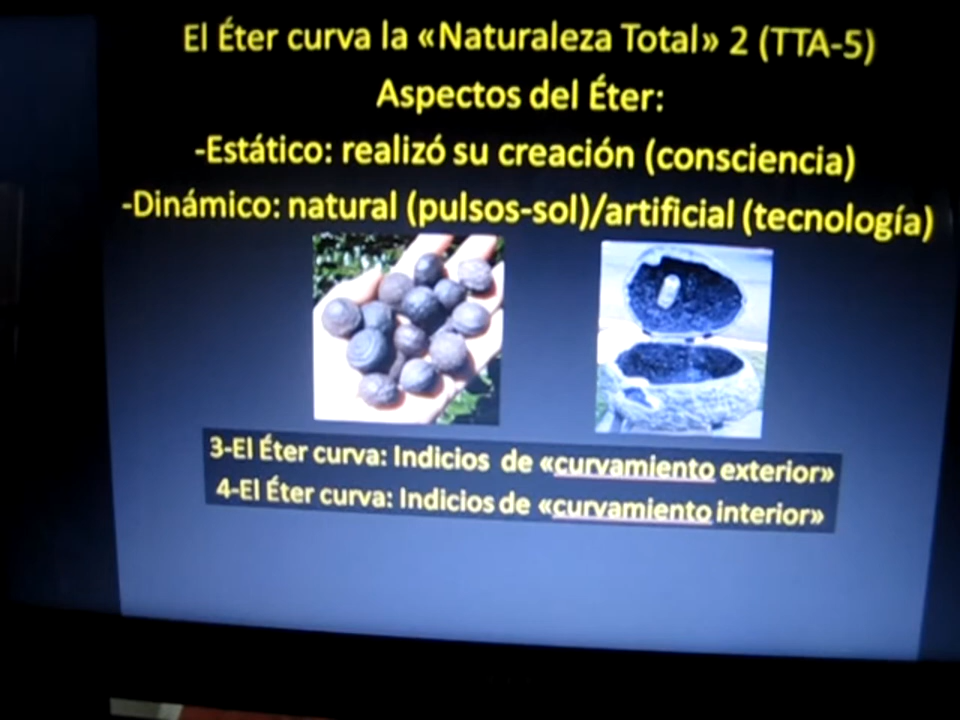 El Éter curva la «Naturaleza Total» 2 (TTA-5)
Aspectos del Éter:
-Estático: realizó su creación (consciencia)
-Dinámico: natural (pulsos-sol)/artificial (tecnología)
3-El Éter curva: Indicios de «curvamiento exterior»
4-El Éter curva: Indicios de «curvamiento interior»